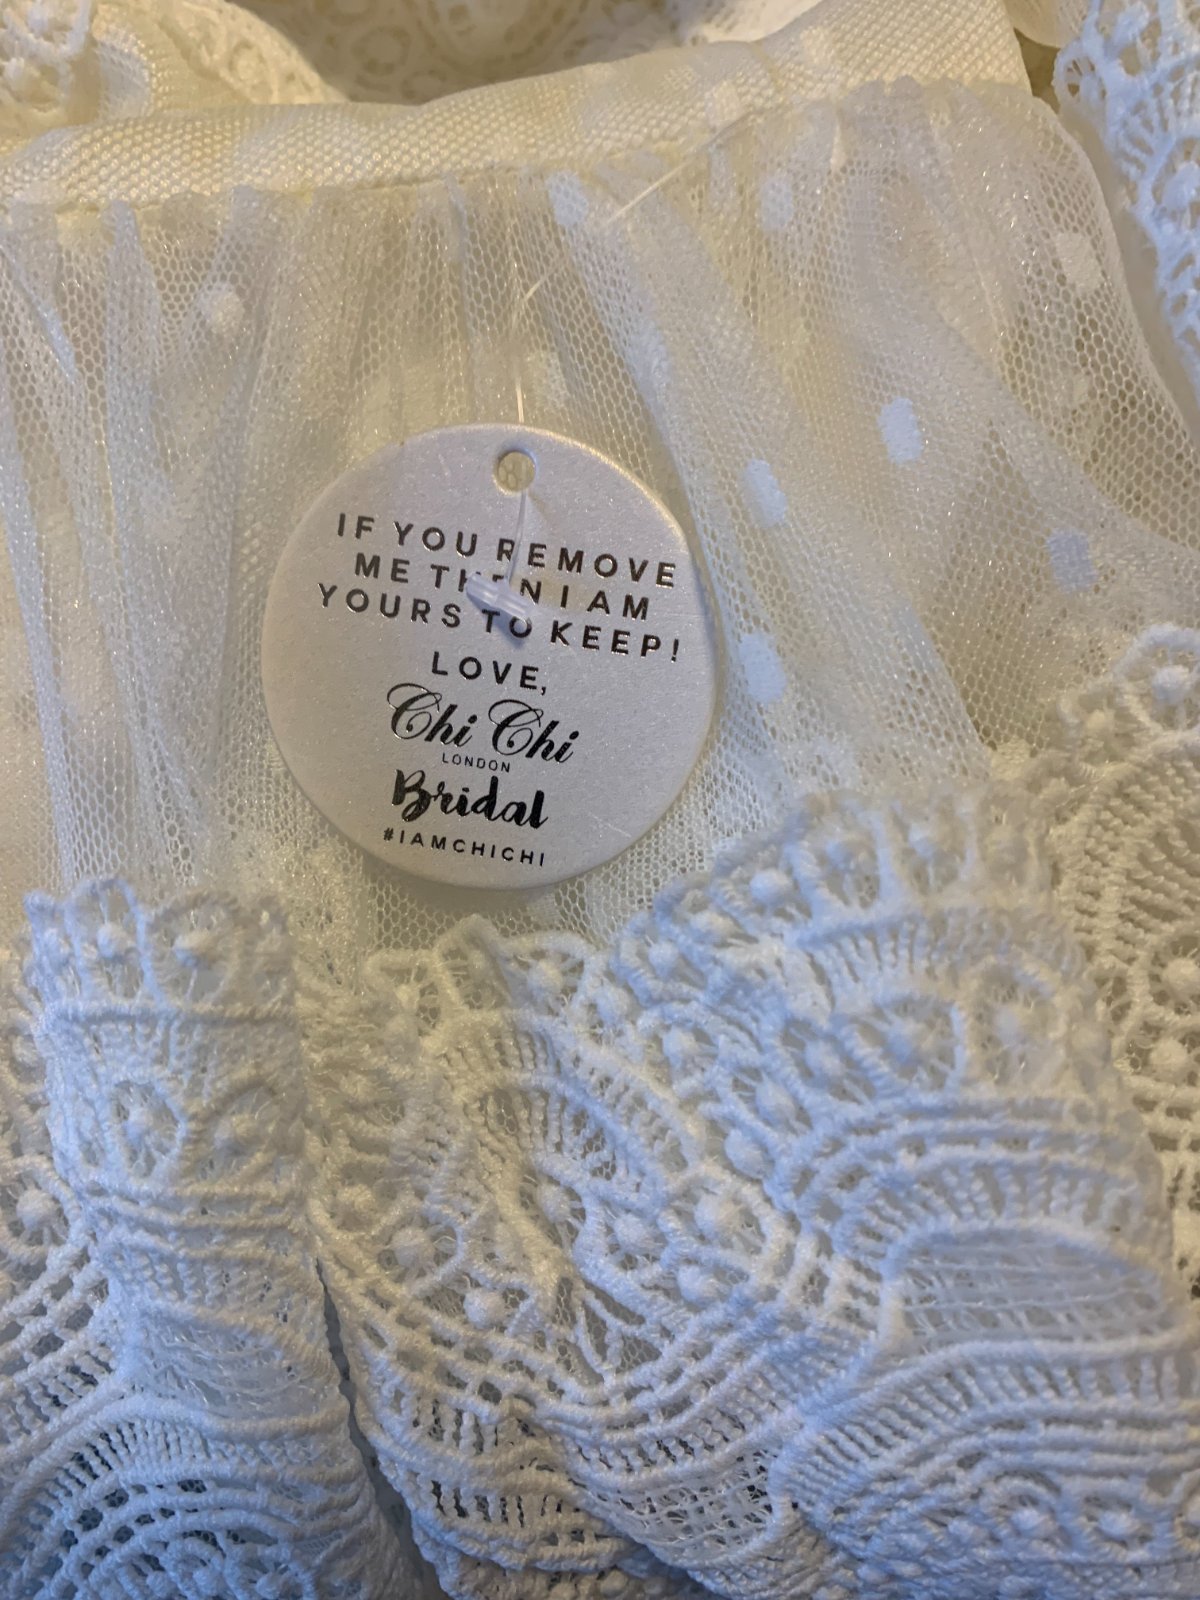 IF YOU REMOVE
ME THEN I AM
YOURS TO KEEP!
LOVE,
Chi Chi
LONDON
Bridal
#IAMCHICHI